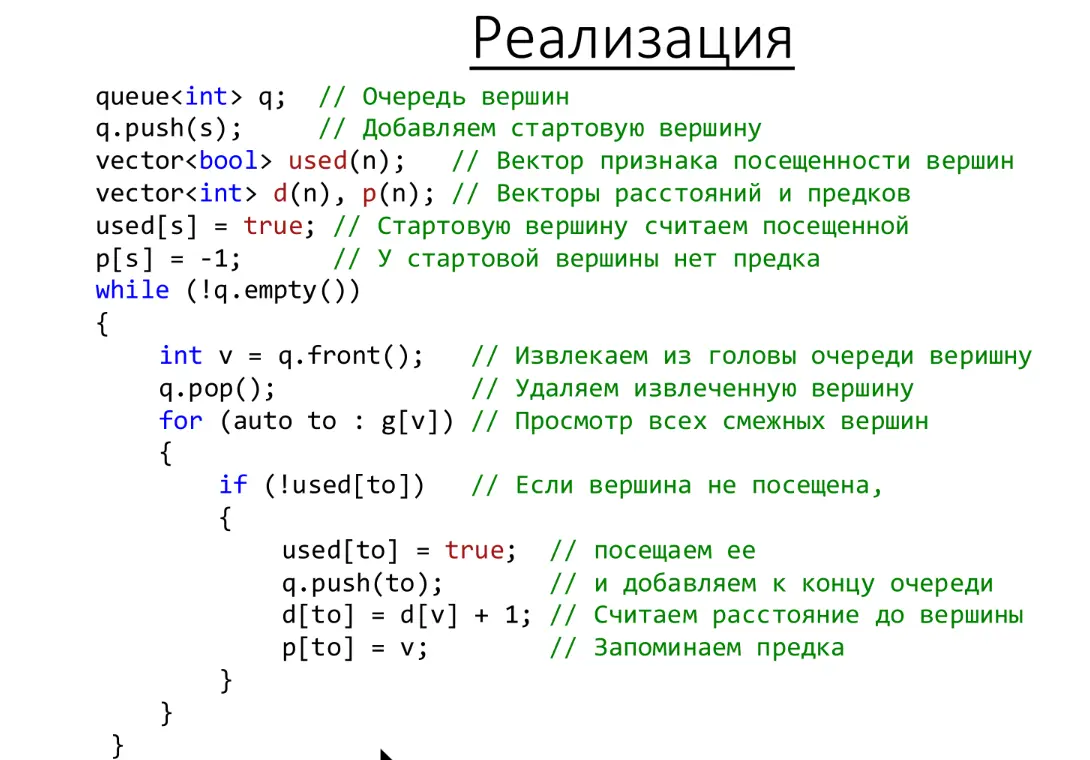 Реализация
queue<int> q;  // Очередь вершин
q.push(s);     // Добавляем стартовую вершину
vector<bool> used(n);   // Вектор признака посещенности вершин
vector<int> d(n), p(n); // Векторы расстояний и предков
used[s] = true; // Стартовую вершину считаем посещенной
p[s] = -1;      // У стартовой вершины нет предка
while (!q.empty())
{
    int v = q.front();   // Извлекаем из головы очереди веришну
    q.pop();             // Удаляем извлеченную вершину
    for (auto to : g[v]) // Просмотр всех смежных вершин
    {
        if (!used[to])   // Если вершина не посещена,
        {
            used[to] = true;  // посещаем ее
            q.push(to);       // и добавляем к концу очереди
            d[to] = d[v] + 1; // Считаем расстояние до вершины
            p[to] = v;        // Запоминаем предка
        }
    }
}